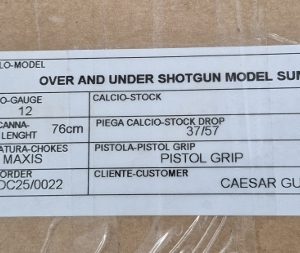 LO-MODEL
OVER AND UNDER SHOTGUN MODEL SUM
O-GAUGE
12
CALCIO-STOCK
CANNA-
LENGHT 76cm
PIEGA CALCIO-STOCK DROP
37/57
ATURA-CHOKES
MAXIS
PISTOLA-PISTOL GRIP
PISTOL GRIP
ORDER
OC25/0022
CLIENTE-CUSTOMER
CAESAR GU